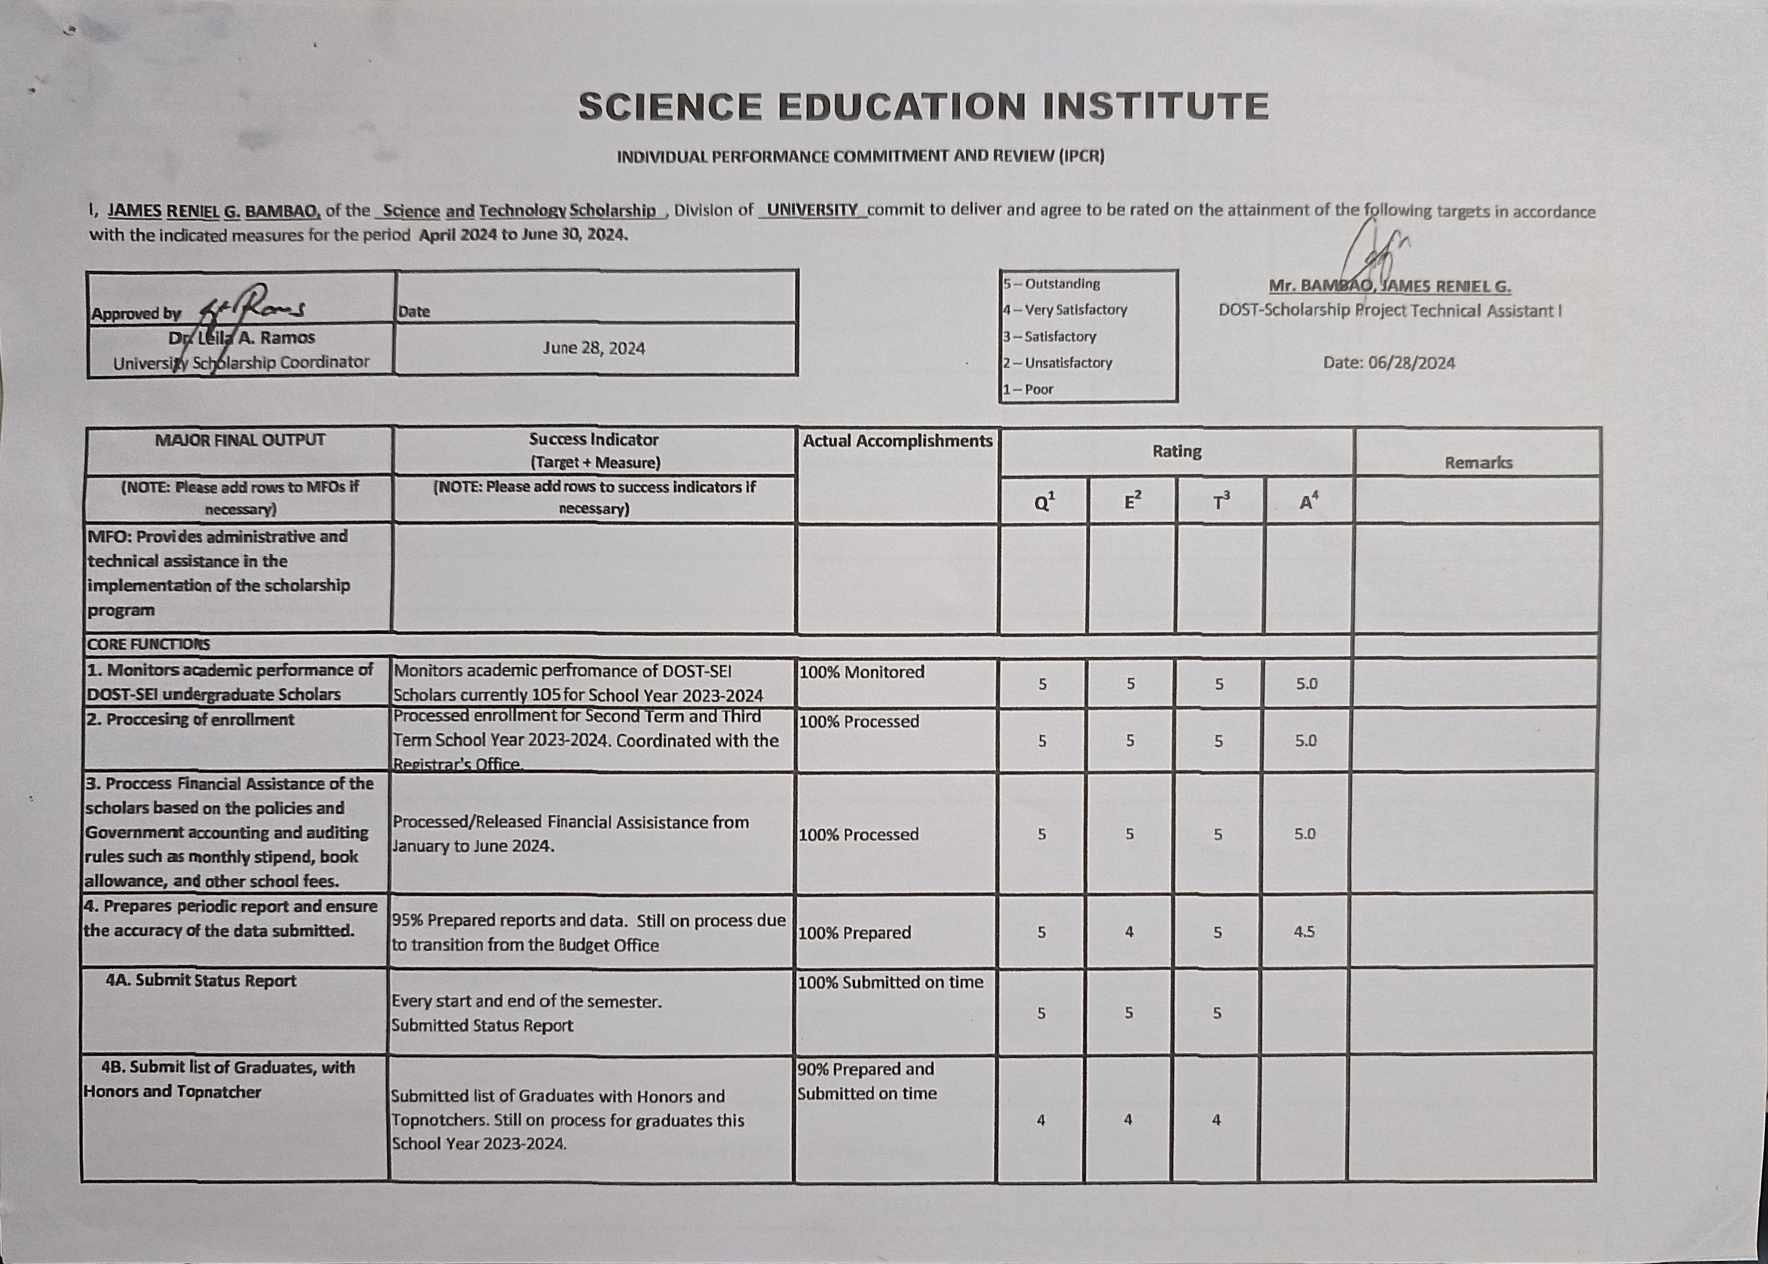 SCIENCE EDUCATION INSTITUTE
INDIVIDUAL PERFORMANCE COMMITMENT AND REVIEW (IPCR)
I, JAMES RENIEL G. BAMBAO, of the Science and Technology Scholarship , Division of UNIVERSITY commit to deliver and agree to be rated on the attainment of the following targets in accordance
with the indicated measures for the period April 2024 to June 30, 2024.
Approved by
Date
Dr. Leila A. Ramos
University Scholarship Coordinator
June 28, 2024
5 – Outstanding
4 – Very Satisfactory
3 – Satisfactory
2 – Unsatisfactory
1 – Poor
Mr. BAMBAO, JAMES RENIEL G.
DOST-Scholarship Project Technical Assistant I
Date: 06/28/2024
MAJOR FINAL OUTPUT
(NOTE: Please add rows to MFOs if
necessary)
Success Indicator
(Target + Measure)
(NOTE: Please add rows to success indicators if
necessary)
Actual Accomplishments
Rating
Q1 E2 T3 A4
Remarks
MFO: Provides administrative and
technical assistance in the
implementation of the scholarship
program
CORE FUNCTIONS
1. Monitors academic performance of
DOST-SEI undergraduate Scholars
Monitors academic perfromance of DOST-SEI
Scholars currently 105 for School Year 2023-2024
100% Monitored
5 5 5 5.0
2. Proccesing of enrollment
Processed enrollment for Second Term and Third
Term School Year 2023-2024. Coordinated with the
Registrar's Office.
100% Processed
5 5 5 5.0
3. Proccess Financial Assistance of the
scholars based on the policies and
Government accounting and auditing
rules such as monthly stipend, book
allowance, and other school fees.
Processed/Released Financial Assisistance from
January to June 2024.
100% Processed
5 5 5 5.0
4. Prepares periodic report and ensure
the accuracy of the data submitted.
95% Prepared reports and data. Still on process due
to transition from the Budget Office
100% Prepared
5 4 5 4.5
4A. Submit Status Report
Every start and end of the semester.
Submitted Status Report
100% Submitted on time
5 5 5
4B. Submit list of Graduates, with
Honors and Topnatcher
Submitted list of Graduates with Honors and
Topnotchers. Still on process for graduates this
School Year 2023-2024.
90% Prepared and
Submitted on time
4 4 4